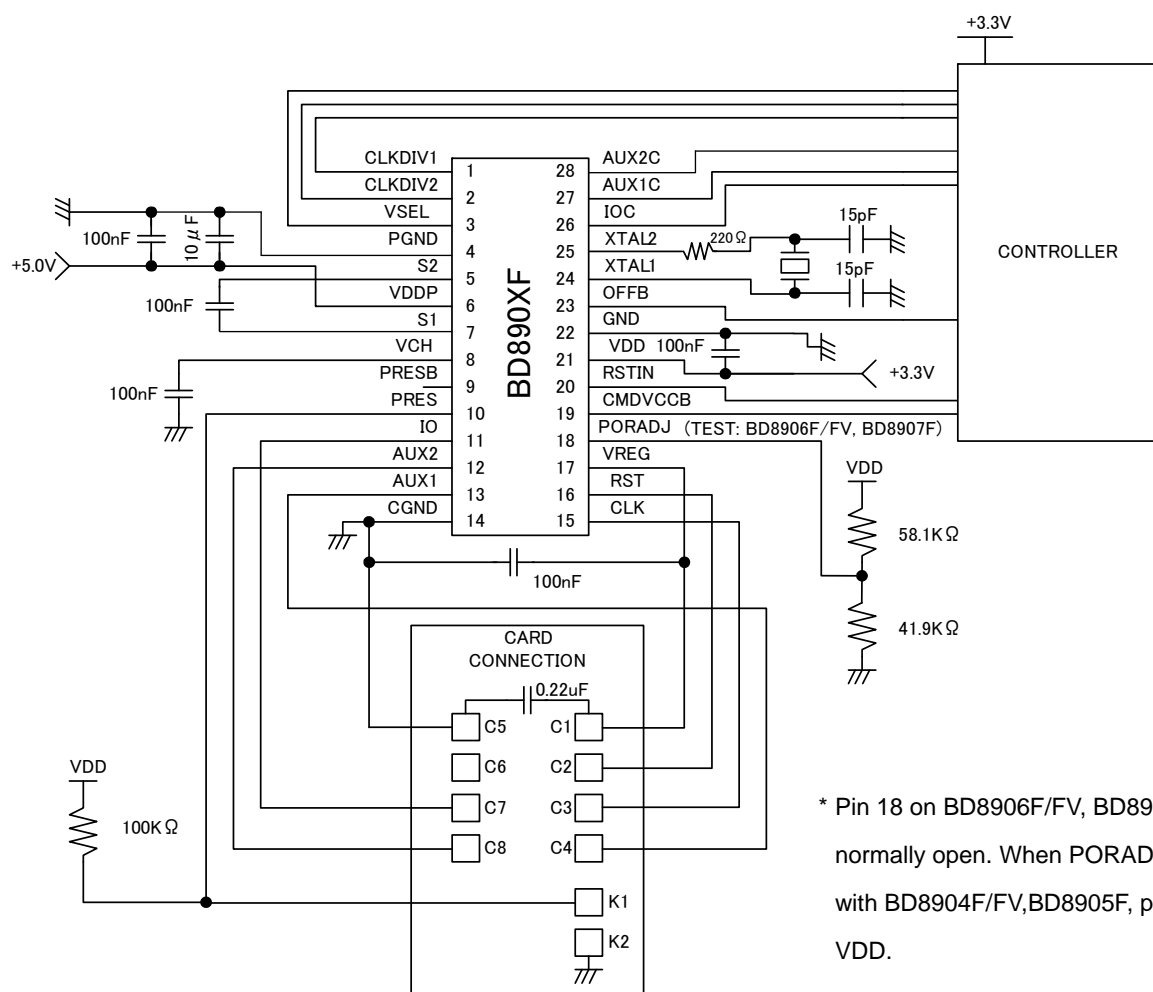 +3.3V
CONTROLLER
CLKDIV1 1 28 AUX2C
CLKDIV2 2 27 AUX1C
VSEL 3 26 IOC
PGND 4 25 XTAL2
S2 5 24 XTAL1
VDDP 6 23 OFFB
S1 7 22 GND
VCH 8 21 VDD
PRESB 9 20 RSTIN
PRES 10 19 CMDVCCB
IO 11 18 PORADJ (TEST: BD8906F/FV, BD8907F)
AUX2 12 17 VREG
AUX1 13 16 RST
CGND 14 15 CLK
BD890XF
100nF
10μF
+5.0V
100nF
100nF
220Ω
15pF
15pF
100nF
+3.3V
VDD
58.1KΩ
41.9KΩ
100nF
CARD
CONNECTION
0.22uF
C5 C1
C6 C2
C7 C3
C8 C4
K1
K2
VDD
100KΩ
* Pin 18 on BD8906F/FV, BD89
normally open. When PORAD
with BD8904F/FV,BD8905F, p
VDD.